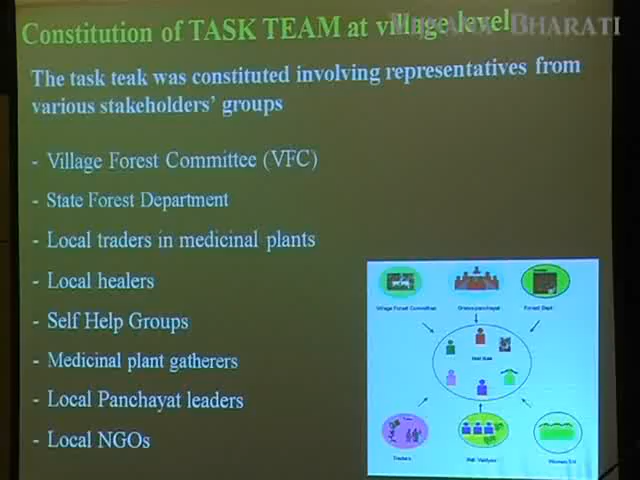 Constitution of TASK TEAM at village level
BHARATI
The task teak was constituted involving representatives from
various stakeholders' groups
- Village Forest Committee (VFC)
- State Forest Department
- Local traders in medicinal plants
- Local healers
- Self Help Groups
- Medicinal plant gatherers
- Local Panchayat leaders
- Local NGOs
Village Forest Committee
Forest Dept.
Traders